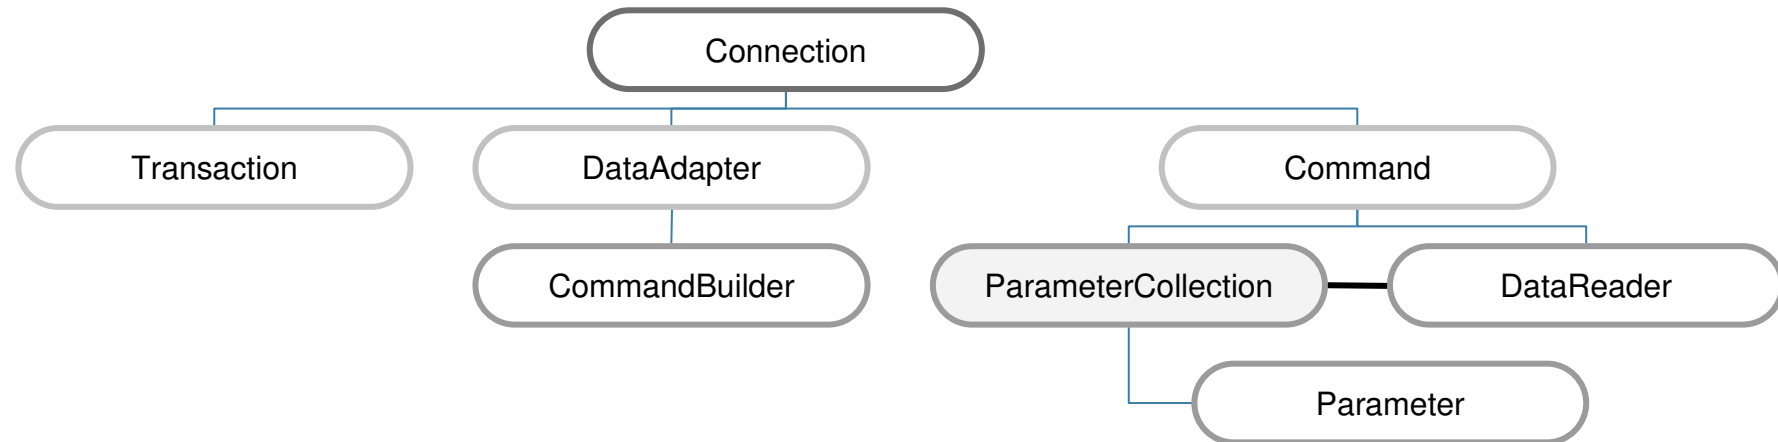 Connection
Transaction
DataAdapter
Command
CommandBuilder
ParameterCollection
DataReader
Parameter